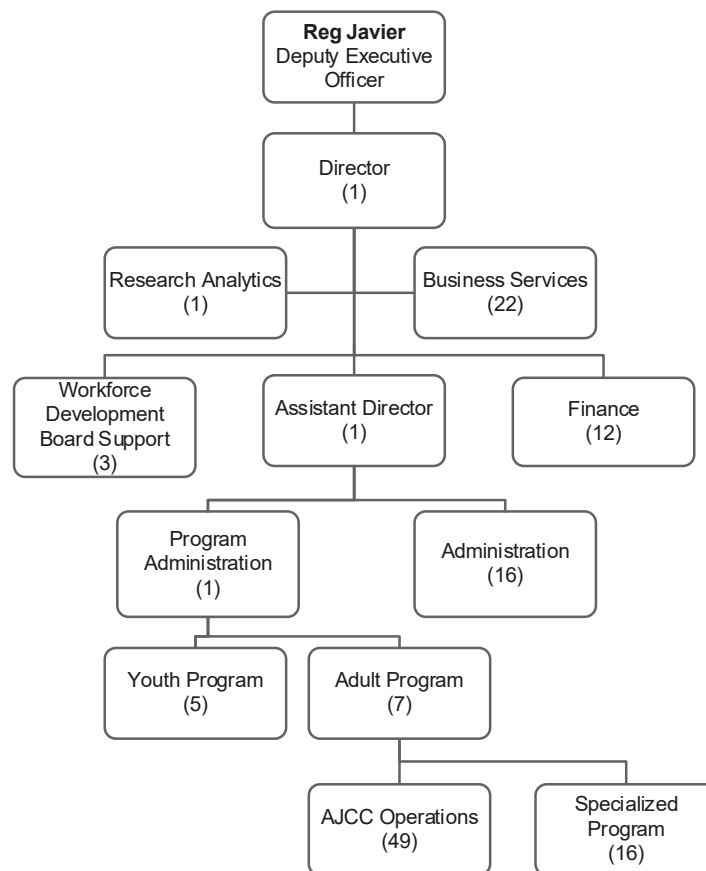 Reg Javier
Deputy Executive
Officer
Director
(1)
Research Analytics
(1)
Business Services
(22)
Workforce
Development
Board Support
(3)
Assistant Director
(1)
Finance
(12)
Program
Administration
(1)
Administration
(16)
Youth Program
(5)
Adult Program
(7)
AJCC Operations
(49)
Specialized
Program
(16)